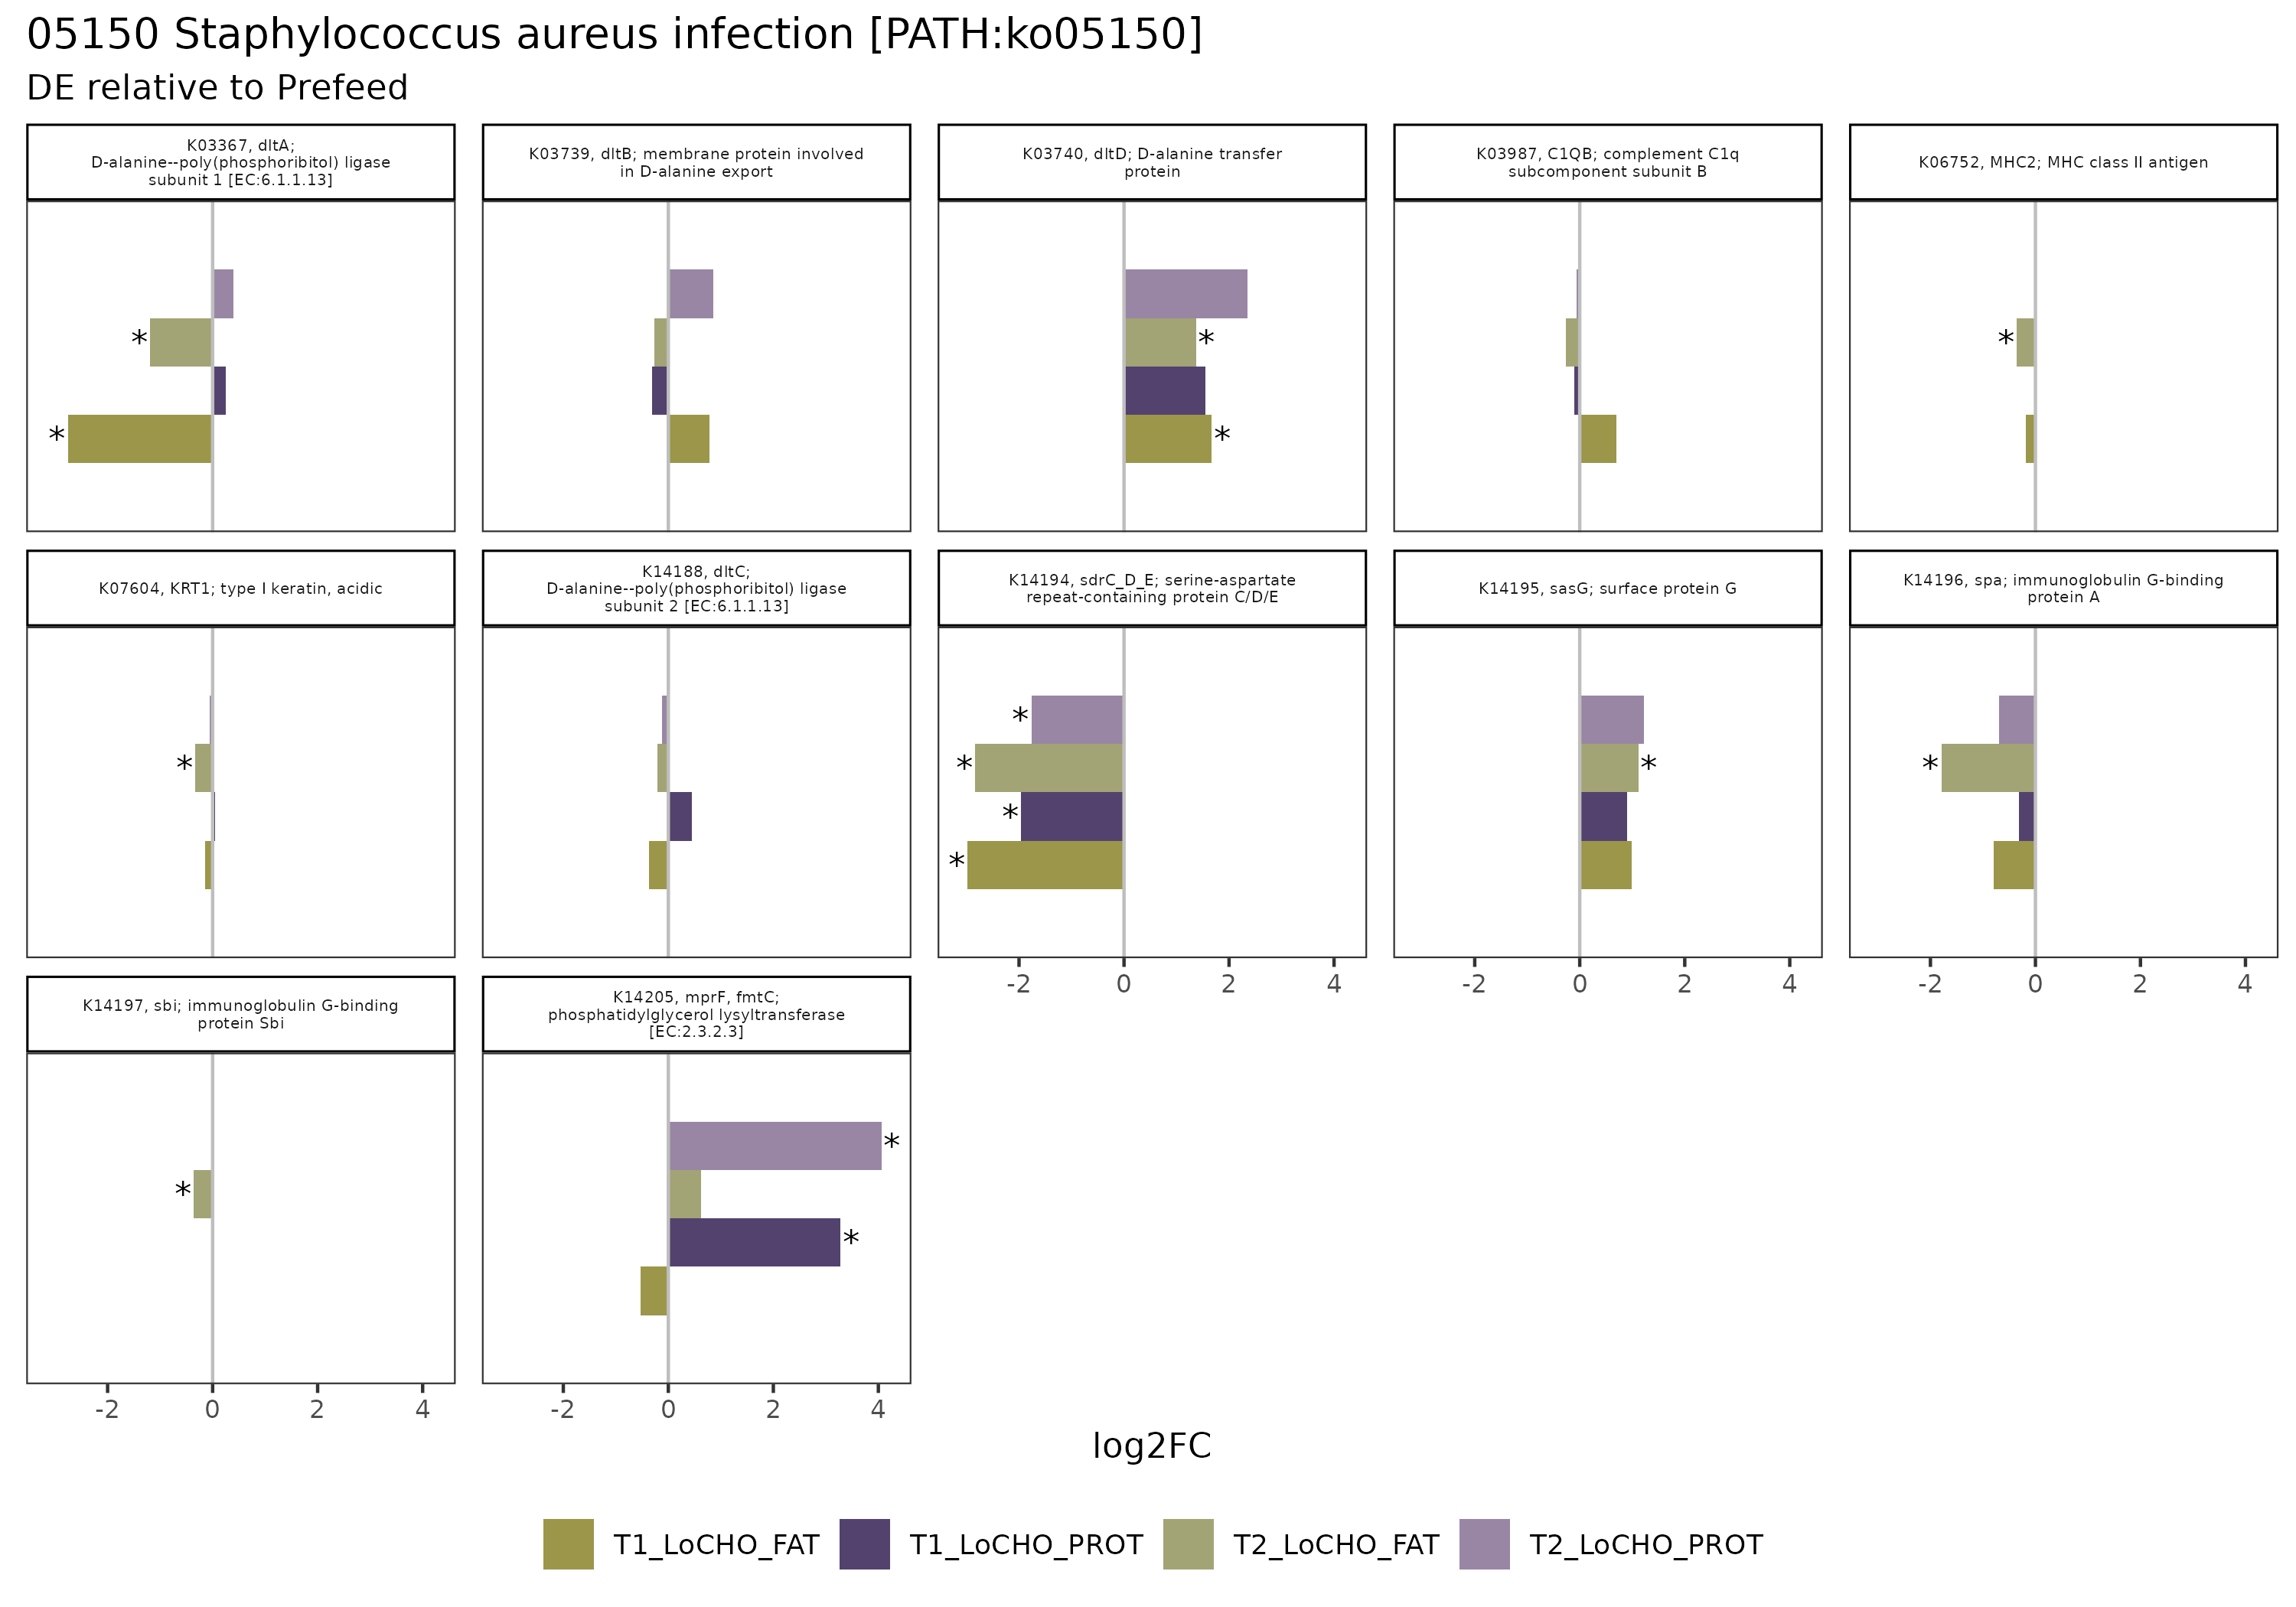 05150 Staphylococcus aureus infection [PATH:ko05150]
DE relative to Prefeed
K03367, dltA;
D-alanine--poly(phosphoribitol) ligase
subunit 1 [EC:6.1.1.13]
K03739, dltB; membrane protein involved
in D-alanine export
K03740, dltD; D-alanine transfer
protein
K03987, C1QB; complement C1q
subcomponent subunit B
K06752, MHC2; MHC class II antigen
*
*
*
*
*
K07604, KRT1; type I keratin, acidic
K14188, dltC;
D-alanine--poly(phosphoribitol) ligase
subunit 2 [EC:6.1.1.13]
K14194, sdrC_D_E; serine-aspartate
repeat-containing protein C/D/E
K14195, sasG; surface protein G
K14196, spa; immunoglobulin G-binding
protein A
*
*
*
*
*
*
*
-2 0 2 4
-2 0 2 4
-2 0 2 4
K14197, sbi; immunoglobulin G-binding
protein Sbi
K14205, mprF, fmtC;
phosphatidylglycerol lysyltransferase
[EC:2.3.2.3]
*
*
*
-2 0 2 4
-2 0 2 4
log2FC
T1_LoCHO_FAT T1_LoCHO_PROT T2_LoCHO_FAT T2_LoCHO_PROT